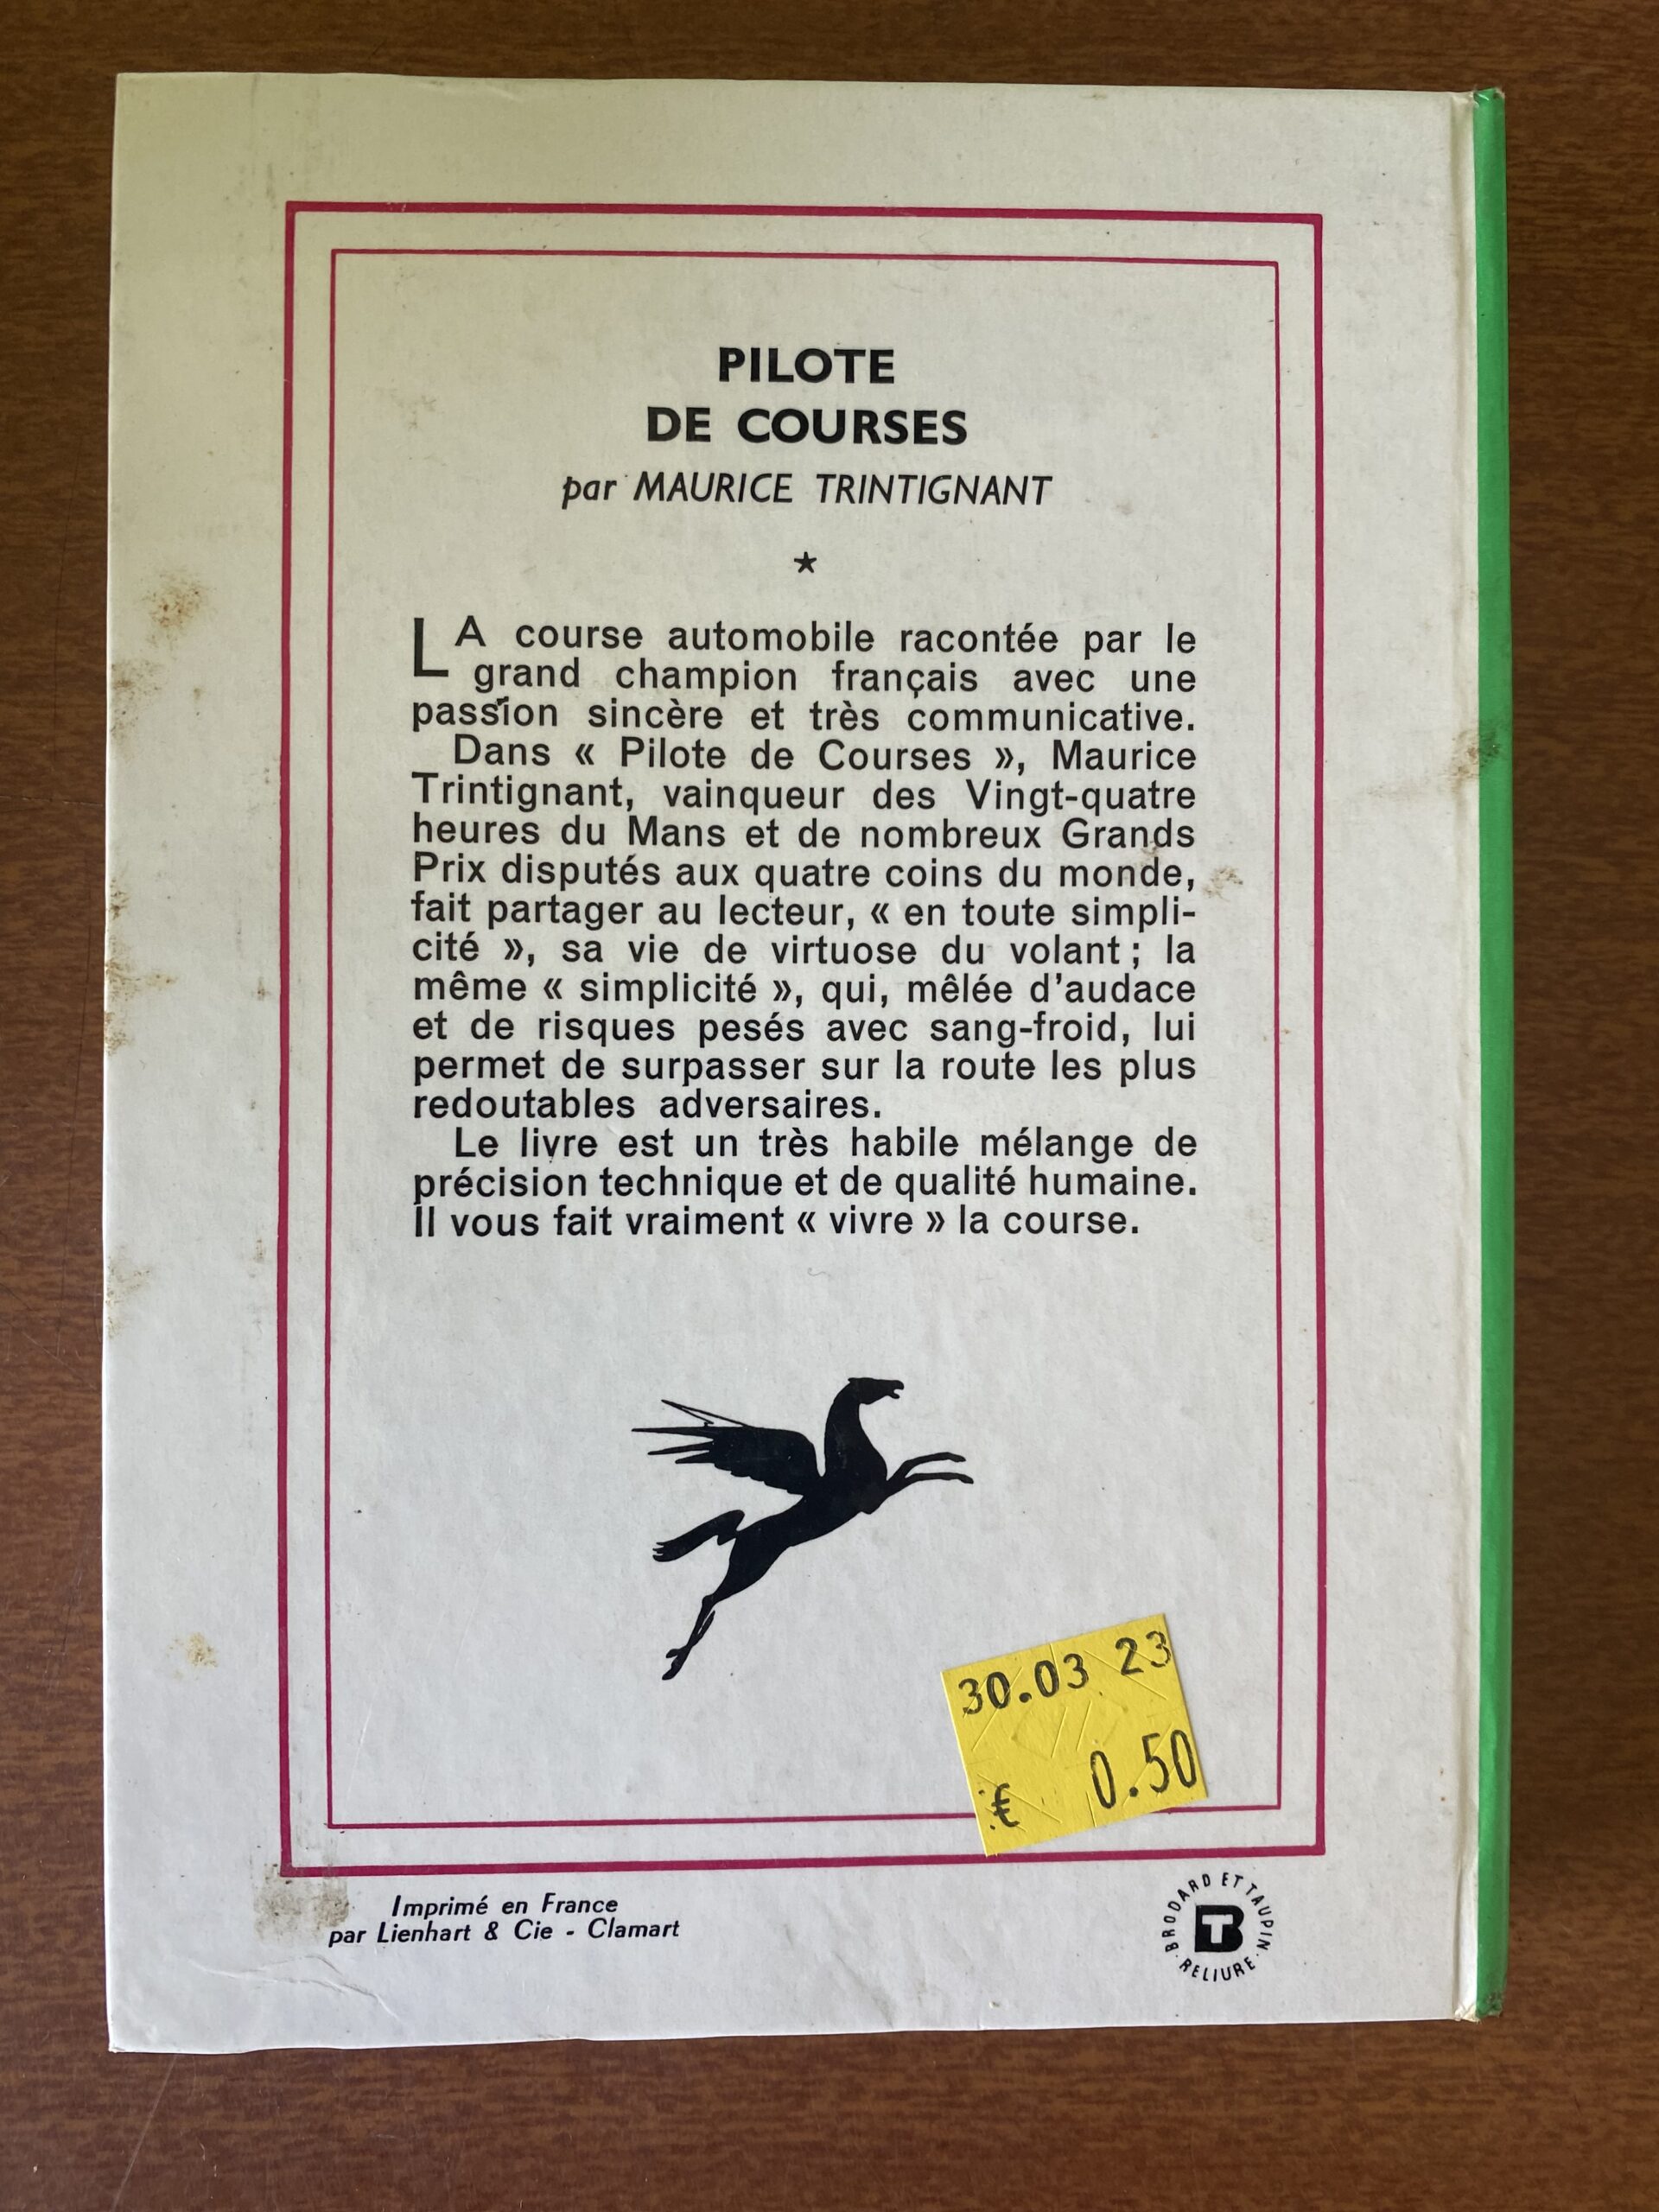 PILOTE
DE COURSES
par MAURICE TRINTIGNANT
LA course automobile racontée par le
grand champion français avec une
passion sincère et très communicative.
Dans « Pilote de Courses », Maurice
Trintignant, vainqueur des Vingt-quatre
heures du Mans et de nombreux Grands
Prix disputés aux quatre coins du monde,
fait partager au lecteur, « en toute simpli-
cité », sa vie de virtuose du volant ; la
même « simplicité », qui, mêlée d'audace
et de risques pesés avec sang-froid, lui
permet de surpasser sur la route les plus
redoutables adversaires.
Le livre est un très habile mélange de
précision technique et de qualité humaine.
Il vous fait vraiment « vivre » la course.
30.03 23
€ 0.50
Imprimé en France
par Lienhart & Cie - Clamart
BRODARD ET TAUPIN
BT
RELIURE